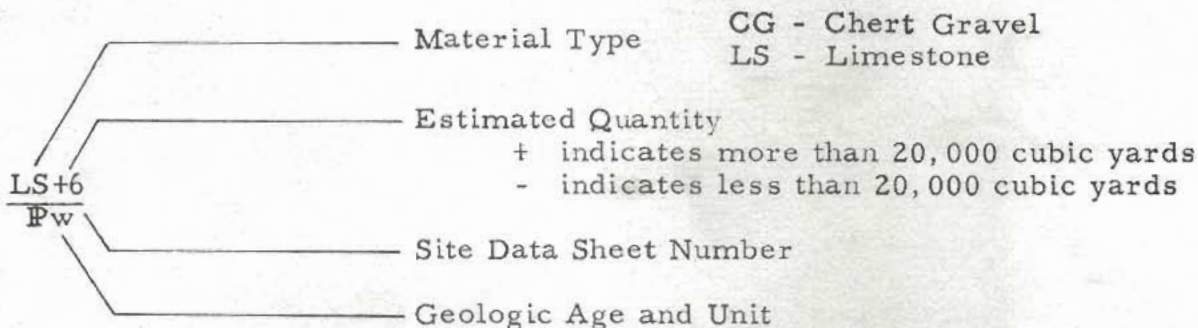 Material Type CG - Chert Gravel
LS - Limestone
Estimated Quantity
+ indicates more than 20,000 cubic yards
- indicates less than 20,000 cubic yards
LS+6
ℙw
Site Data Sheet Number
Geologic Age and Unit